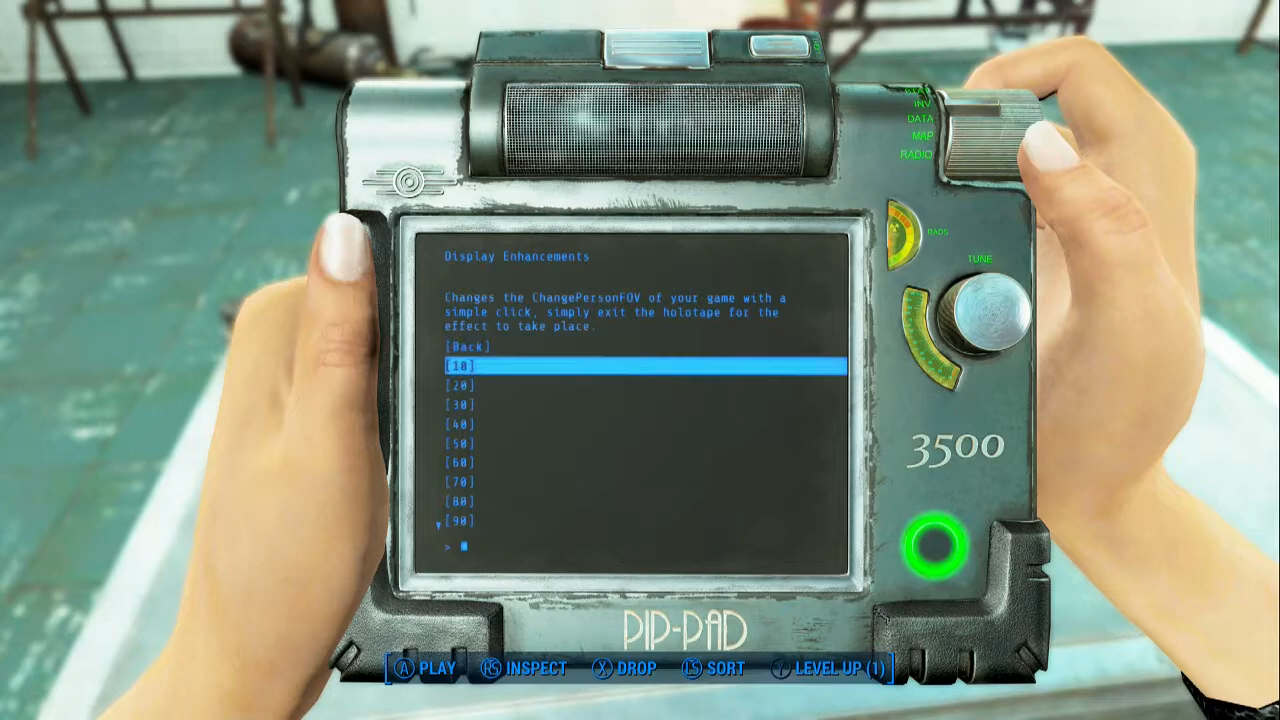 INV
DATA
MAP
RADIO
RADS
TUNE
Display Enhancements
Changes the ChangePersonFOV of your game with a
simple click, simply exit the holotape for the
effect to take place.
[Back]
[10]
[20]
[30]
[40]
[50]
[60]
[70]
[80]
[90]
>
3500
PIP-PAD
[(A) PLAY (RS) INSPECT (X) DROP (LS) SORT (Y) LEVEL UP (1)]